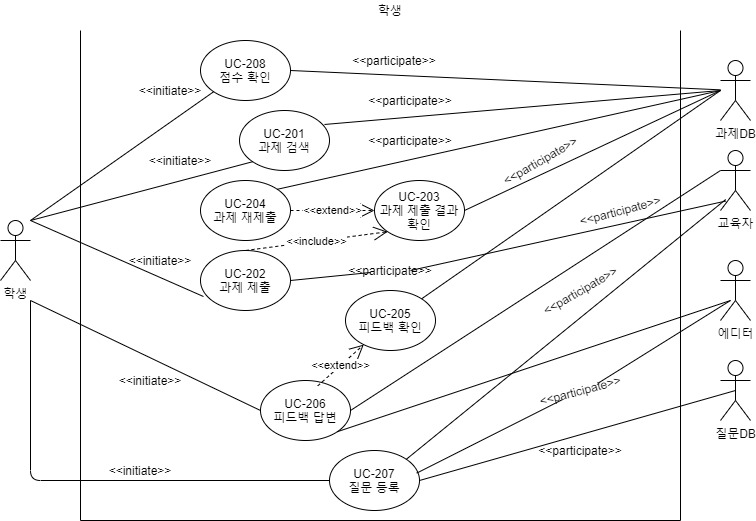 학생
UC-208
점수 확인
<<participate>>
<<initiate>>
<<participate>>
UC-201
과제 검색
과제DB
<<participate>>
<<initiate>>
<<participate>>
UC-204
과제 재제출
<<extend>>
UC-203
과제 제출 결과
확인
<<participate>>
교육자
<<include>>
<<initiate>>
UC-202
과제 제출
<<participate>>
학생
<<participate>>
UC-205
피드백 확인
에디터
<<extend>>
<<initiate>>
<<participate>>
UC-206
피드백 답변
질문DB
<<participate>>
<<initiate>>
UC-207
질문 등록